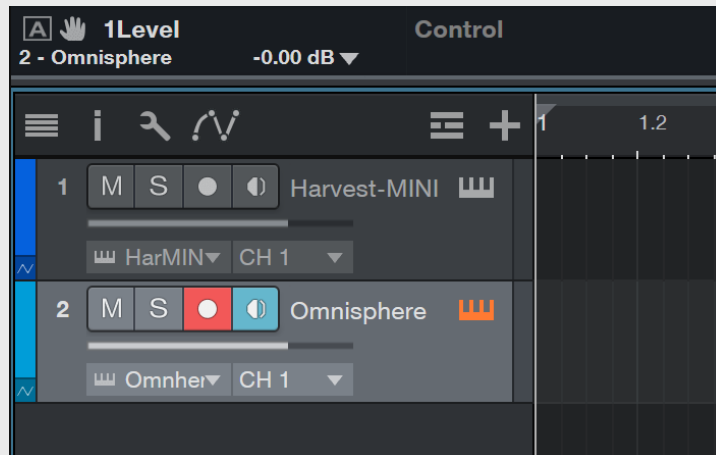 A 1Level Control
2 - Omnisphere -0.00 dB
i 1 1.2
1 M S Harvest-MINI
HarMIN CH 1
2 M S Omnisphere
Omnher CH 1